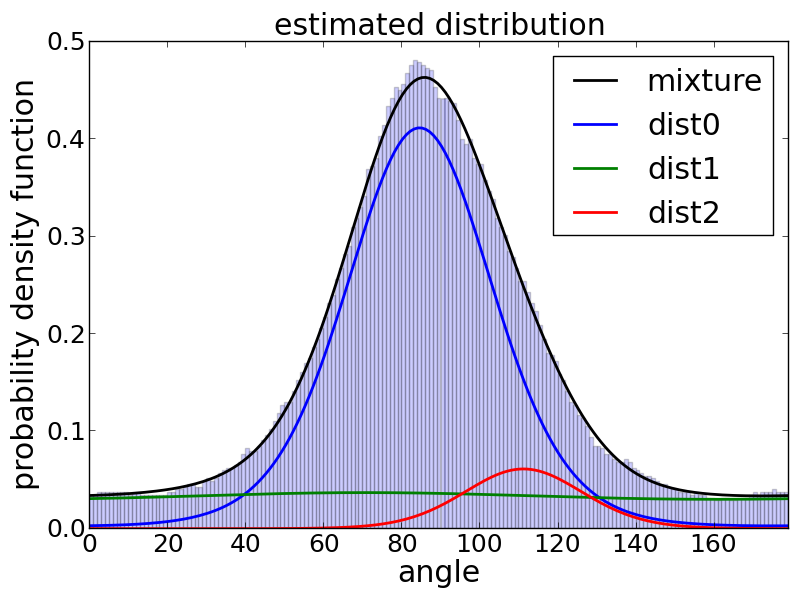 estimated distribution
probability density function
0.5
0.4
0.3
0.2
0.1
0.0
mixture
dist0
dist1
dist2
0 20 40 60 80 100 120 140 160
angle